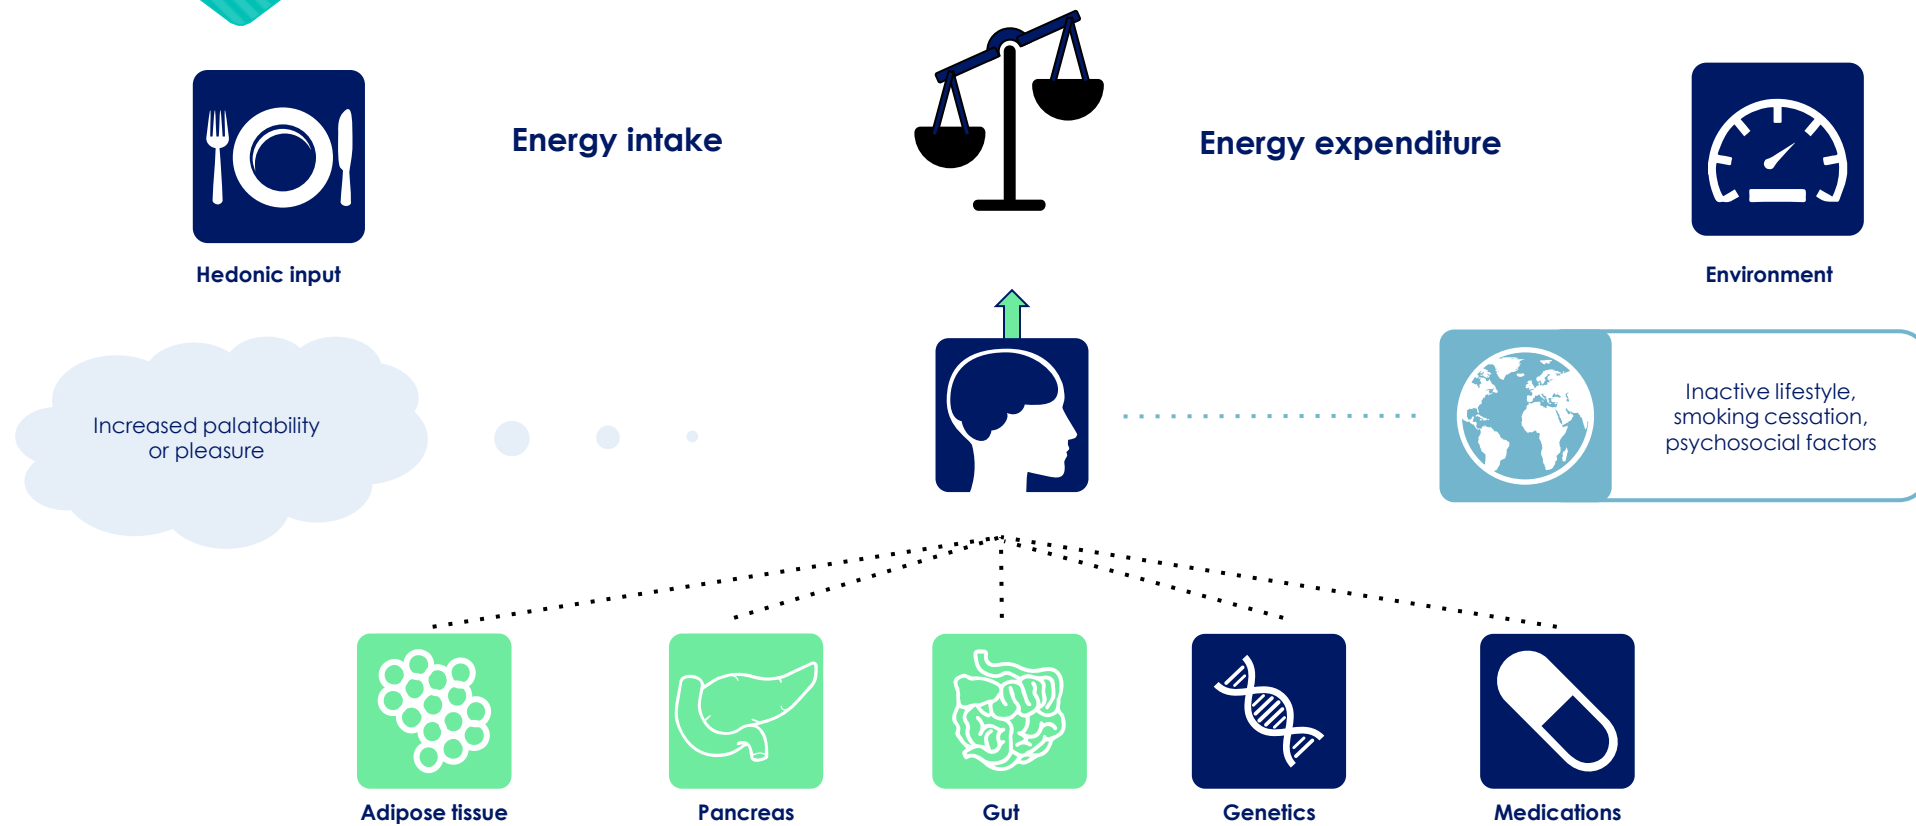 Energy intake
Energy expenditure
Hedonic input
Environment
Increased palatability
or pleasure
Inactive lifestyle,
smoking cessation,
psychosocial factors
Adipose tissue
Pancreas
Gut
Genetics
Medications